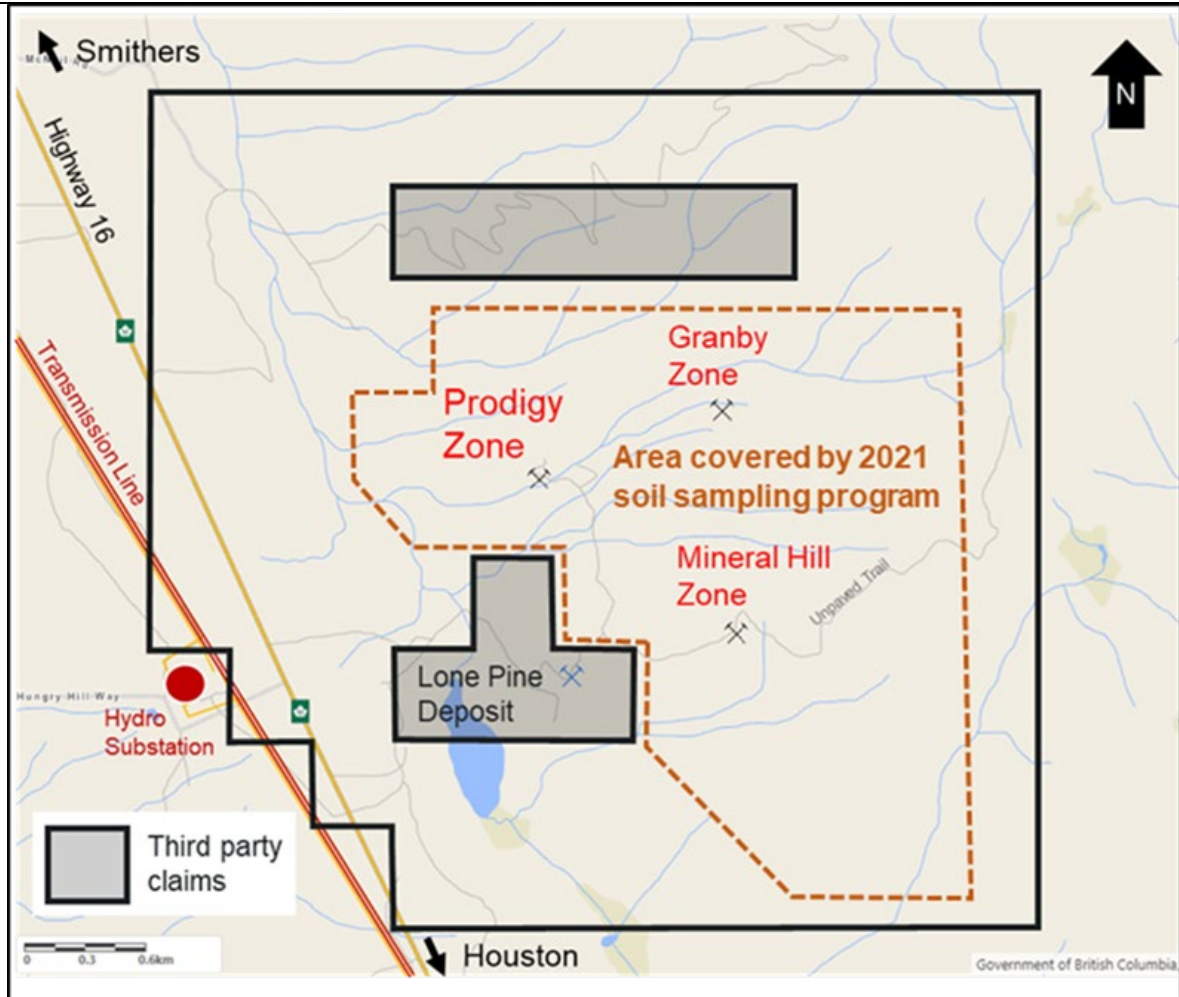 Smithers
McNeil Rd
N
Highway 16
Transmission Line
Granby
Zone
Prodigy
Zone
Area covered by 2021
soil sampling program
Mineral Hill
Zone
Unpaved Trail
Lone Pine
Deposit
Hungry Hill Way
Hydro
Substation
Third party
claims
0 0.3 0.6km
Houston
Government of British Columbia,